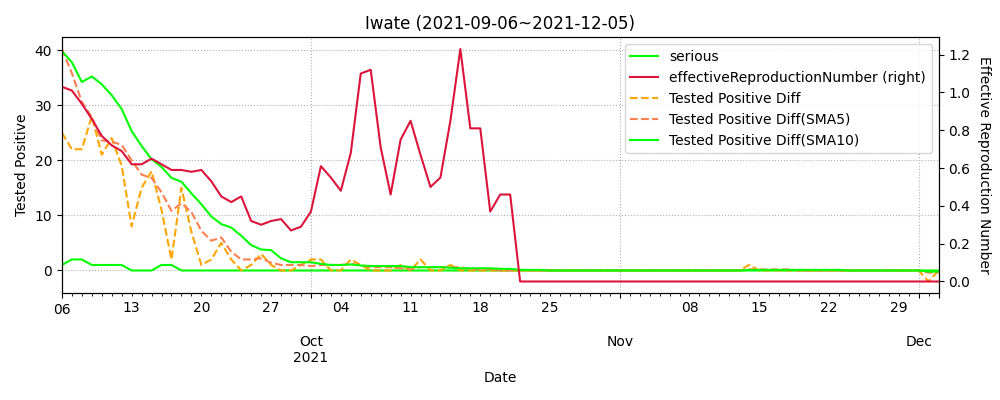 Iwate (2021-09-06~2021-12-05)
Tested Positive
40
30
20
10
0
1.2
1.0
0.8
0.6
0.4
0.2
0.0
Effective Reproduction Number
serious
effectiveReproductionNumber (right)
Tested Positive Diff
Tested Positive Diff(SMA5)
Tested Positive Diff(SMA10)
06 13 20 27 04 11 18 25 08 15 22 29
Oct Nov Dec
2021
Date